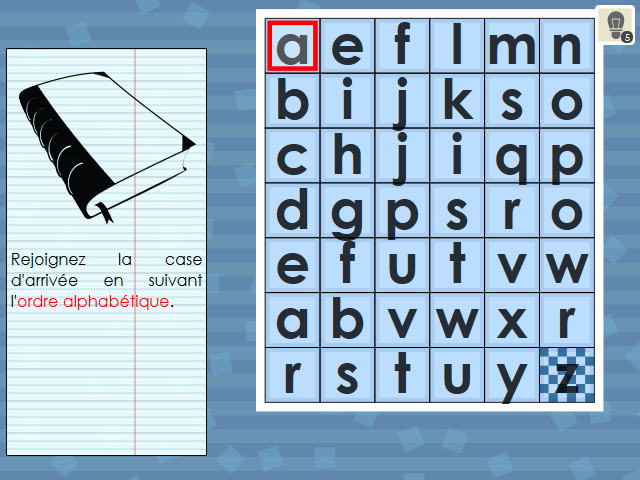 a e f l m n
b i j k s o
c h j i q p
d g p s r o
e f u t v w
a b v w x r
r s t u y z
5
Rejoignez la case
d'arrivée en suivant
l'ordre alphabétique.